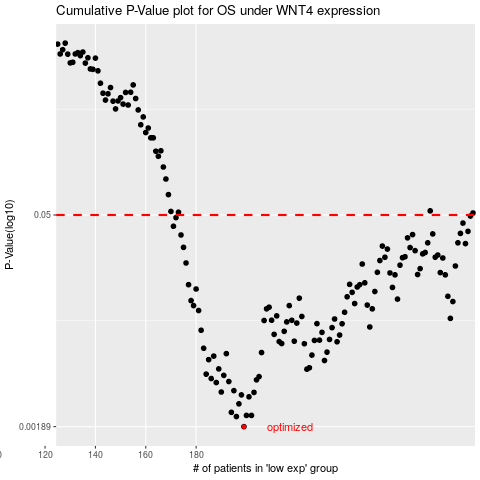 Cumulative P-Value plot for OS under WNT4 expression
P-Value(log10)
0.05
0.00189
optimized
0 120 140 160 180
# of patients in 'low exp' group